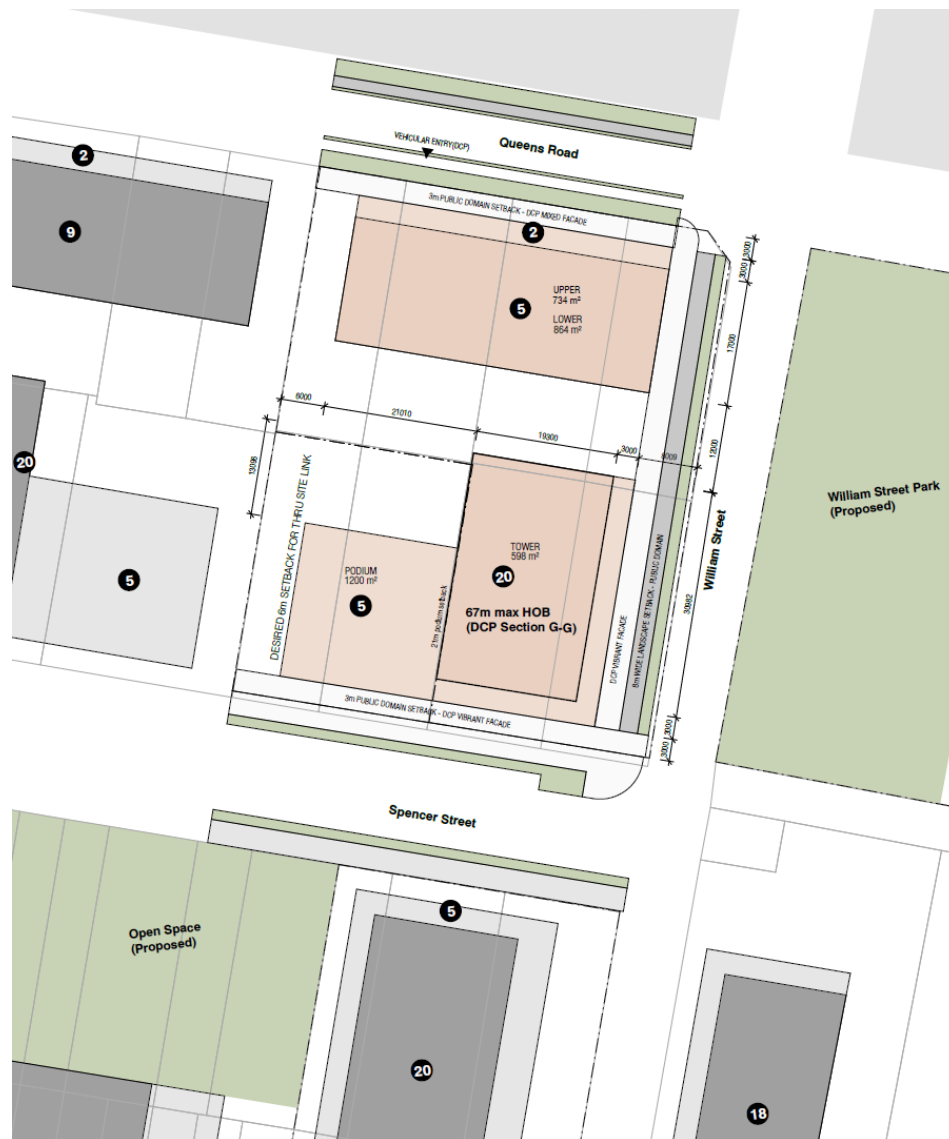 Queens Road
VEHICULAR ENTRY(DCP)
2
3m PUBLIC DOMAIN SETBACK - DCP MIXED FACADE
2
9
5
UPPER
734 m²
LOWER
864 m²
3000
3000
17000
12000
6000
21010
19300
3000
13098
20
5
DESIRED 6m SETBACK FOR THRU SITE LINK
PODIUM
1200 m²
5
21m podium setback
TOWER
598 m²
20
67m max HOB
(DCP Section G-G)
DCP VIBRANT FACADE
6m WIDE LANDSCAPE SETBACK - PUBLIC DOMAIN
William Street
30982
3000
3000
William Street Park
(Proposed)
3m PUBLIC DOMAIN SETBACK - DCP VIBRANT FACADE
Spencer Street
Open Space
(Proposed)
5
20
18